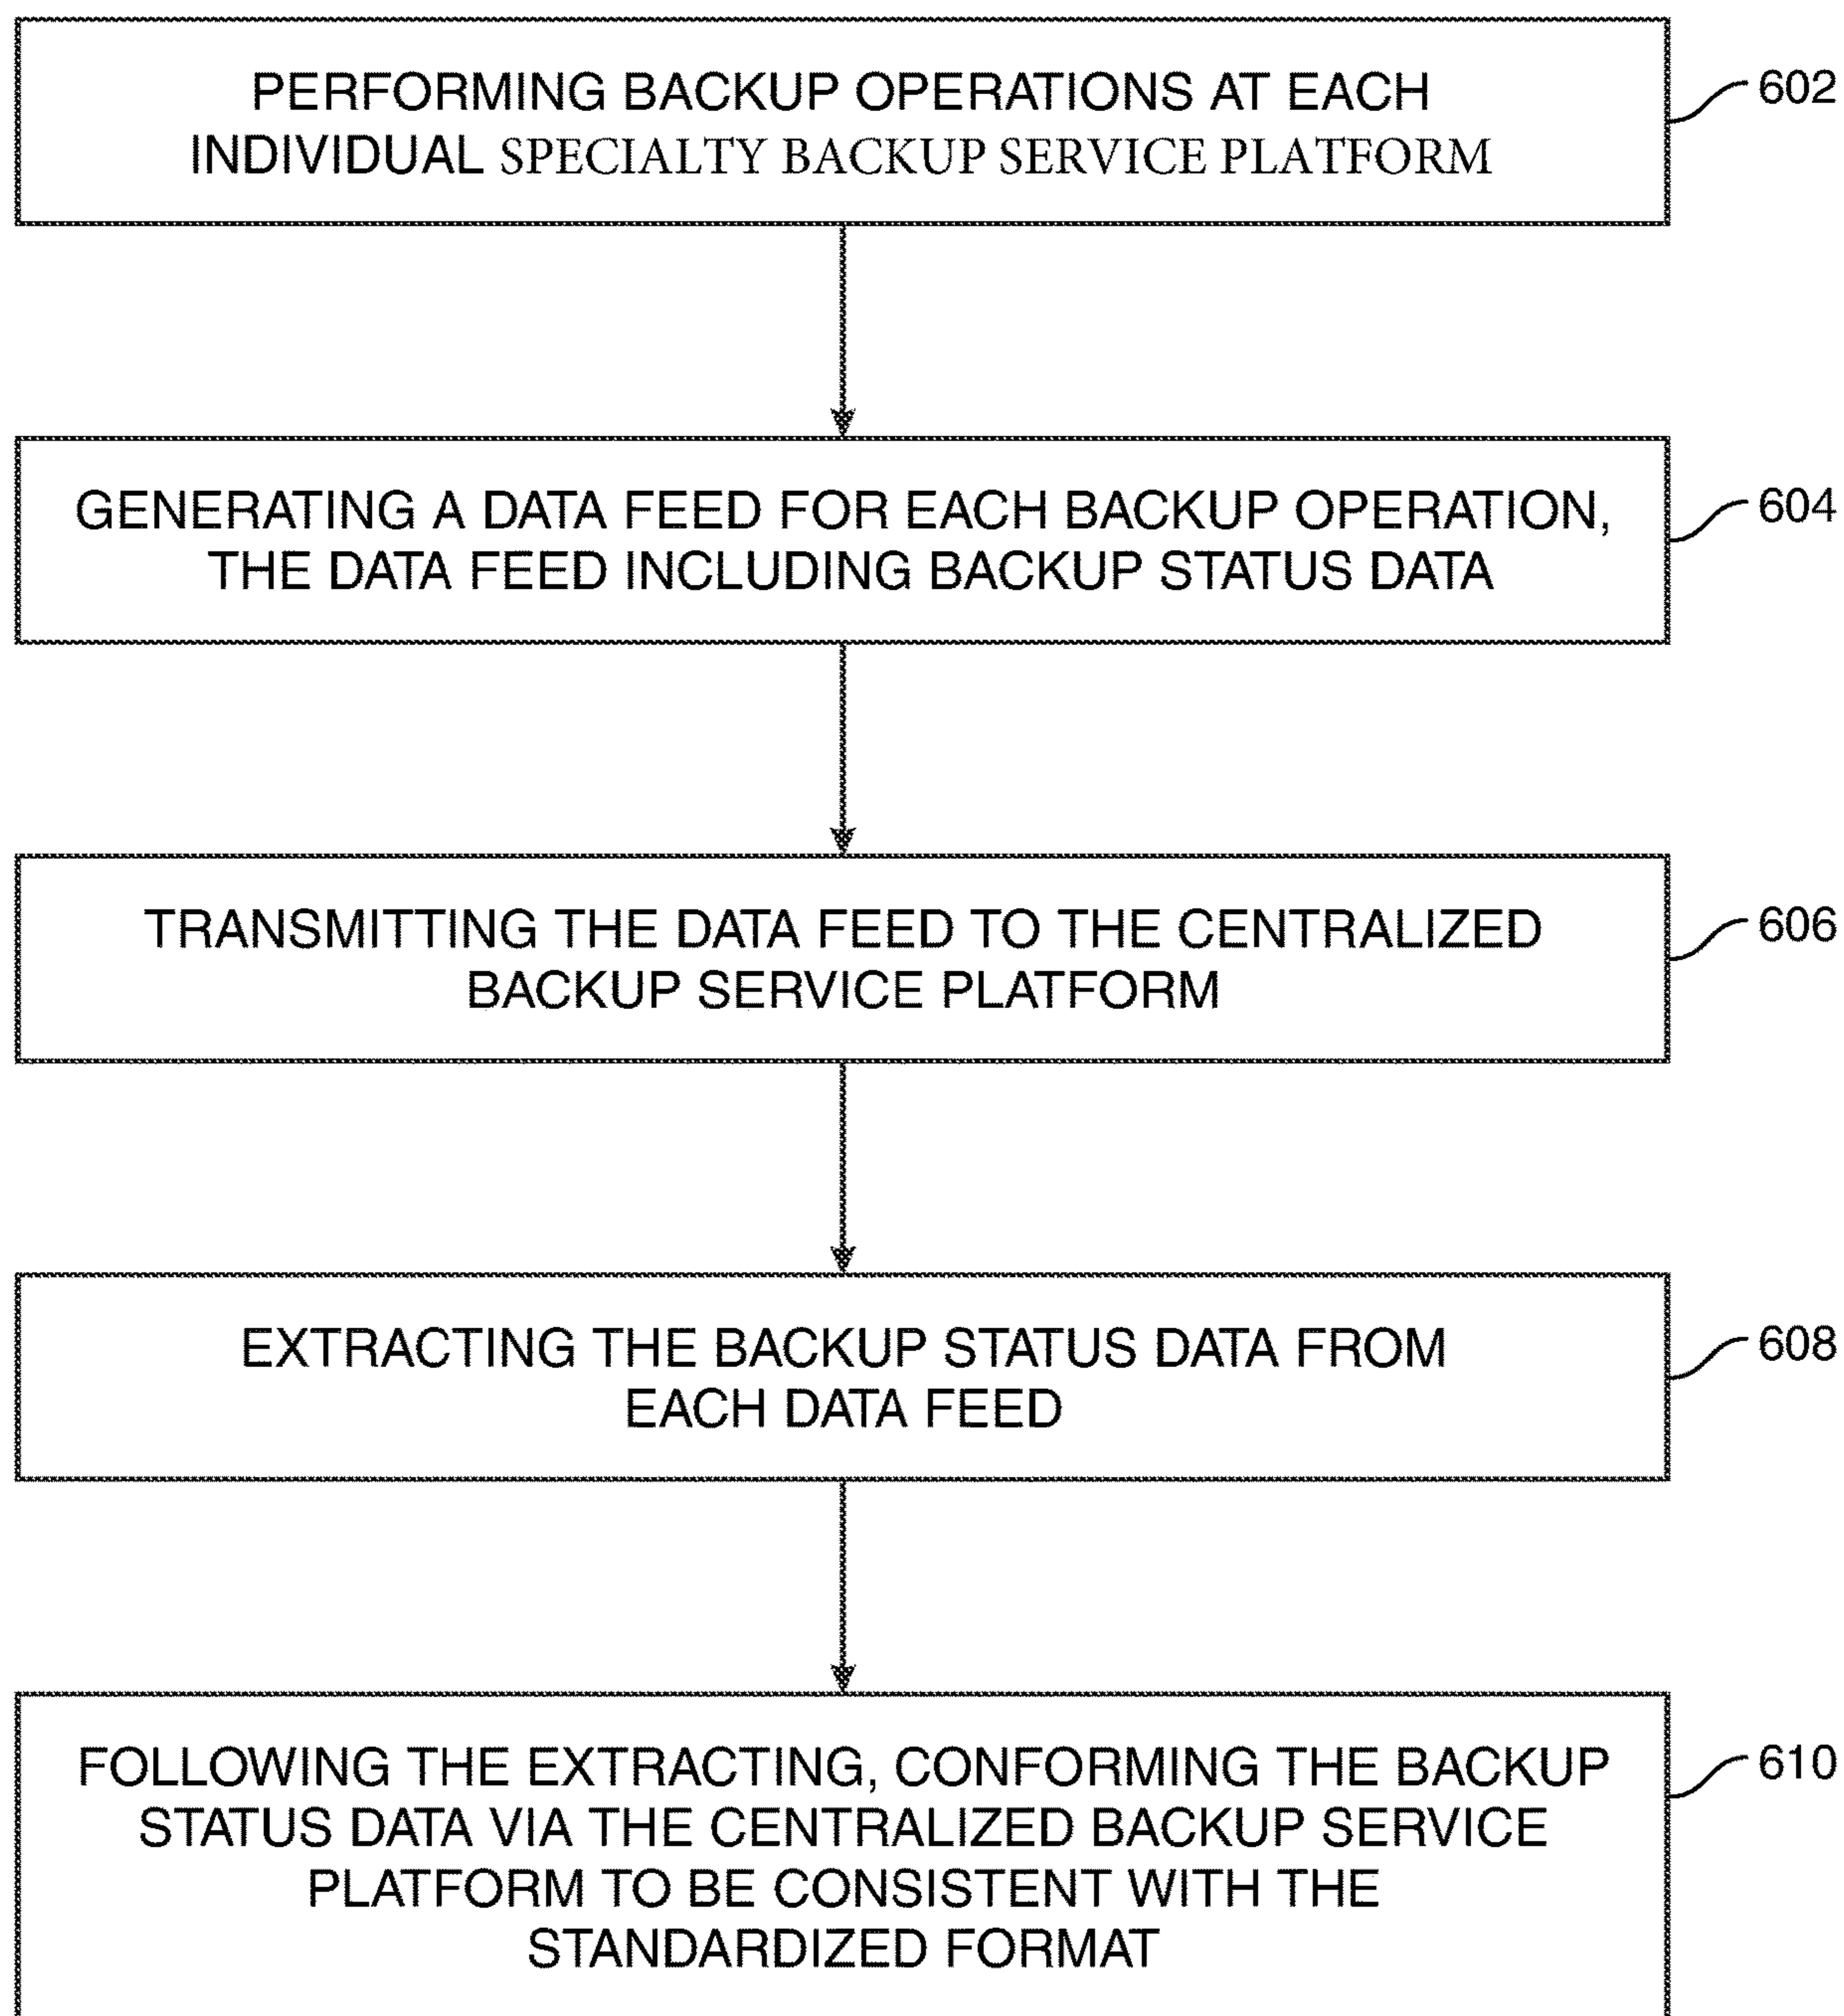 PERFORMING BACKUP OPERATIONS AT EACH
INDIVIDUAL SPECIALTY BACKUP SERVICE PLATFORM
602
GENERATING A DATA FEED FOR EACH BACKUP OPERATION,
THE DATA FEED INCLUDING BACKUP STATUS DATA
604
TRANSMITTING THE DATA FEED TO THE CENTRALIZED
BACKUP SERVICE PLATFORM
606
EXTRACTING THE BACKUP STATUS DATA FROM
EACH DATA FEED
608
FOLLOWING THE EXTRACTING, CONFORMING THE BACKUP
STATUS DATA VIA THE CENTRALIZED BACKUP SERVICE
PLATFORM TO BE CONSISTENT WITH THE
STANDARDIZED FORMAT
610